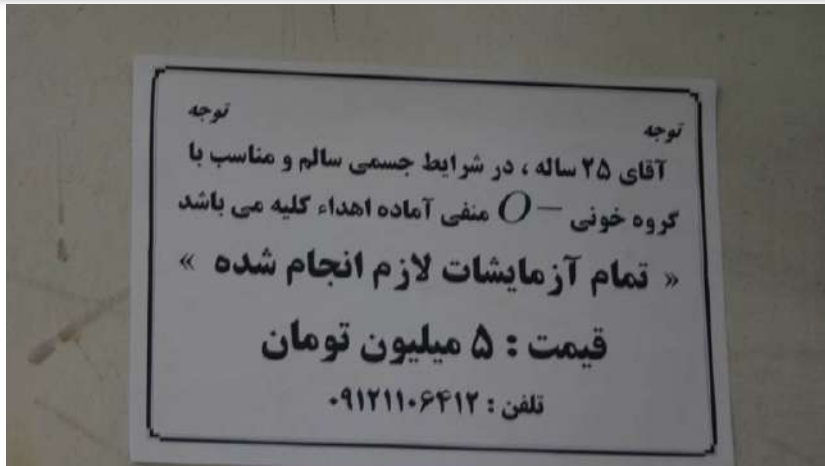 توجه توجه
آقای ۲۵ ساله ، در شرایط جسمی سالم و مناسب با
گروه خونی O− منفی آماده اهداء کلیه می باشد
« تمام آزمایشات لازم انجام شده »
قیمت : ۵ میلیون تومان
تلفن : ۰۹۱۲۱۱۰۶۴۱۲